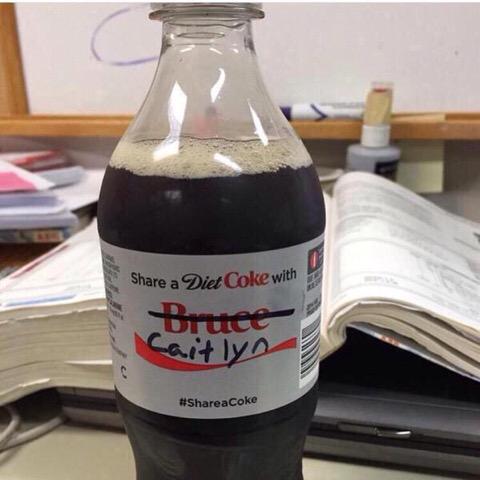 Share a Diet Coke with
Bruce
Caitlyn
C
#ShareaCoke